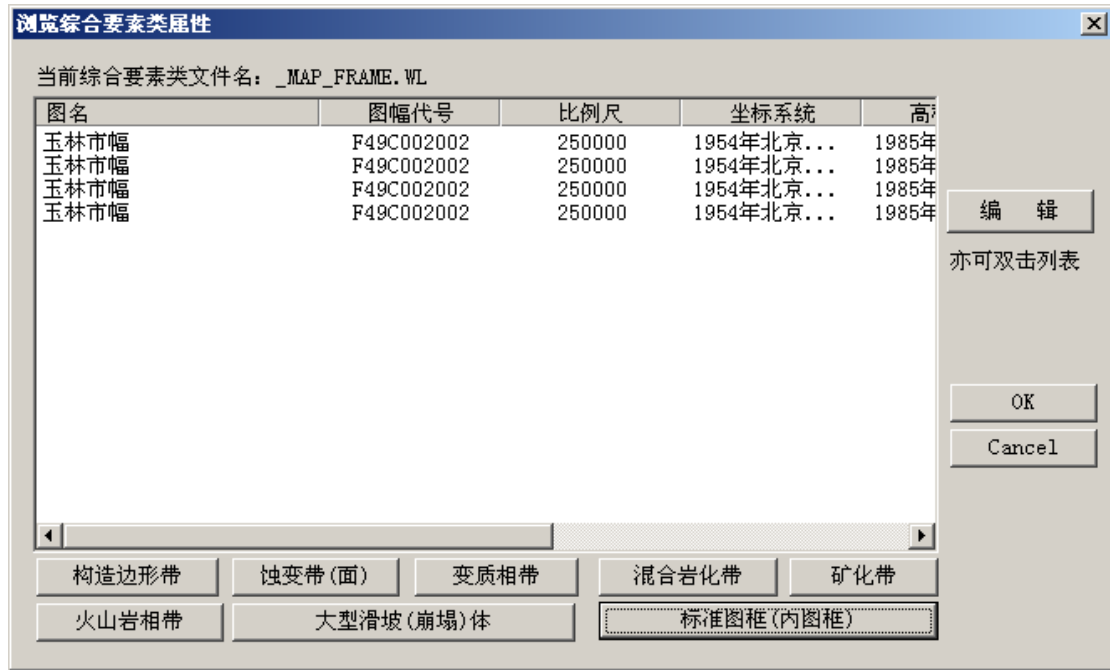 浏览综合要素类属性
当前综合要素类文件名: _MAP_FRAME.WL
图名 图幅代号 比例尺 坐标系统 高
玉林市幅 F49C002002 250000 1954年北京... 1985年
玉林市幅 F49C002002 250000 1954年北京... 1985年
玉林市幅 F49C002002 250000 1954年北京... 1985年
玉林市幅 F49C002002 250000 1954年北京... 1985年
编 辑
亦可双击列表
OK
Cancel
构造边形带 蚀变带(面) 变质相带 混合岩化带 矿化带
火山岩相带 大型滑坡(崩塌)体 标准图框(内图框)